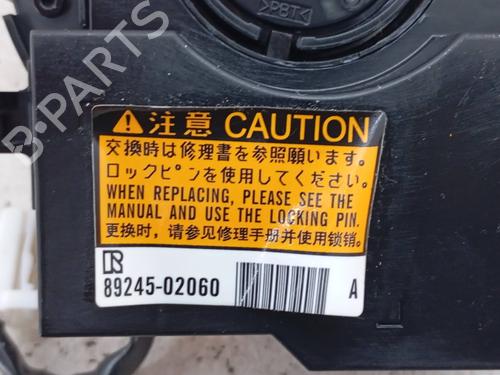 >PBT<
B-PARTS
注意 CAUTION
交換時は修理書を参照願います。
ロックピンを使用してください。
WHEN REPLACING, PLEASE SEE THE
MANUAL AND USE THE LOCKING PIN.
更换时，请参见修理手册并使用锁销。
R
89245-02060 A